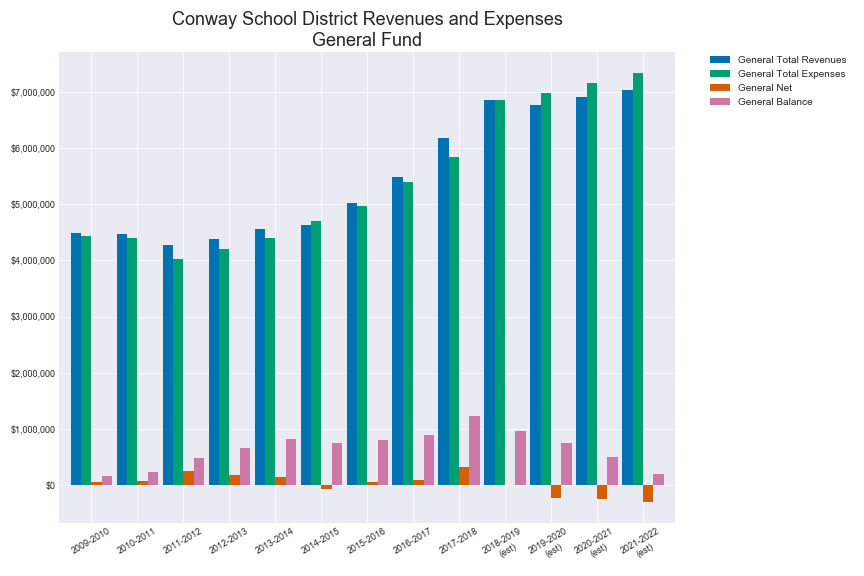 Conway School District Revenues and Expenses
General Fund
General Total Revenues
General Total Expenses
General Net
General Balance
$7,000,000
$6,000,000
$5,000,000
$4,000,000
$3,000,000
$2,000,000
$1,000,000
$0
2009-2010
2010-2011
2011-2012
2012-2013
2013-2014
2014-2015
2015-2016
2016-2017
2017-2018
2018-2019
(est)
2019-2020
(est)
2020-2021
(est)
2021-2022
(est)